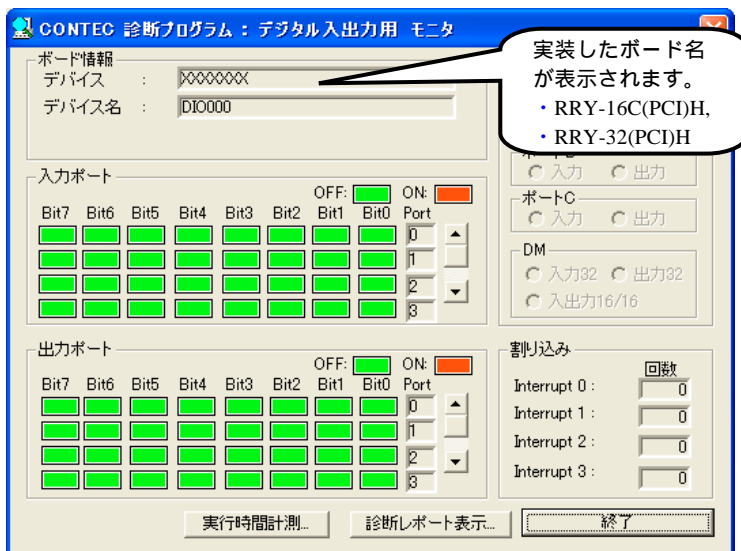 CONTEC 診断プログラム : デジタル入出力用 モニタ
実装したボード名
が表示されます。
・RRY-16C(PCI)H,
・RRY-32(PCI)H
ボード情報
デバイス : XXXXXXX
デバイス名 : DIO000
入力ポート
OFF: ON:
Bit7 Bit6 Bit5 Bit4 Bit3 Bit2 Bit1 Bit0 Port
0
1
2
3
入力 出力
ポートC
入力 出力
DM
入力32 出力32
入出力16/16
出力ポート
OFF: ON:
Bit7 Bit6 Bit5 Bit4 Bit3 Bit2 Bit1 Bit0 Port
0
1
2
3
割り込み
回数
Interrupt 0 : 0
Interrupt 1 : 0
Interrupt 2 : 0
Interrupt 3 : 0
実行時間計測... 診断レポート表示... 終了